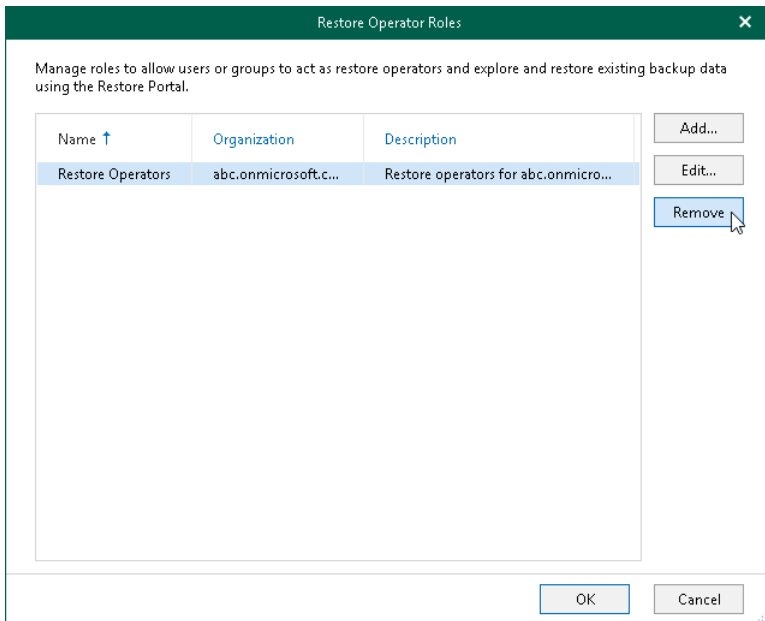 Restore Operator Roles
Manage roles to allow users or groups to act as restore operators and explore and restore existing backup data
using the Restore Portal.
Name Organization Description
Restore Operators abc.onmicrosoft.c... Restore operators for abc.onmicro...
Add...
Edit...
Remove
OK Cancel